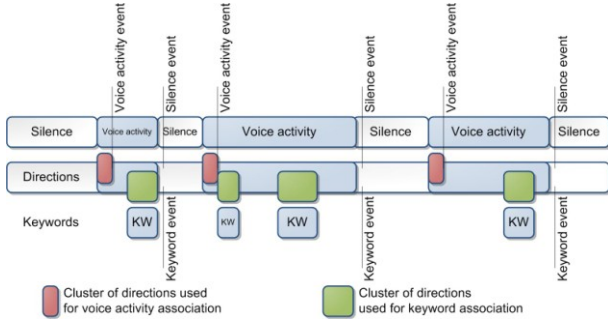 Voice activity event
Silence event
Voice activity event
Silence event
Voice activity event
Silence event
Silence
Voice activity
Silence
Voice activity
Silence
Voice activity
Silence
Directions
Keywords
KW
KW
KW
KW
Keyword event
Keyword event
Keyword event
Cluster of directions used
for voice activity association
Cluster of directions
used for keyword association